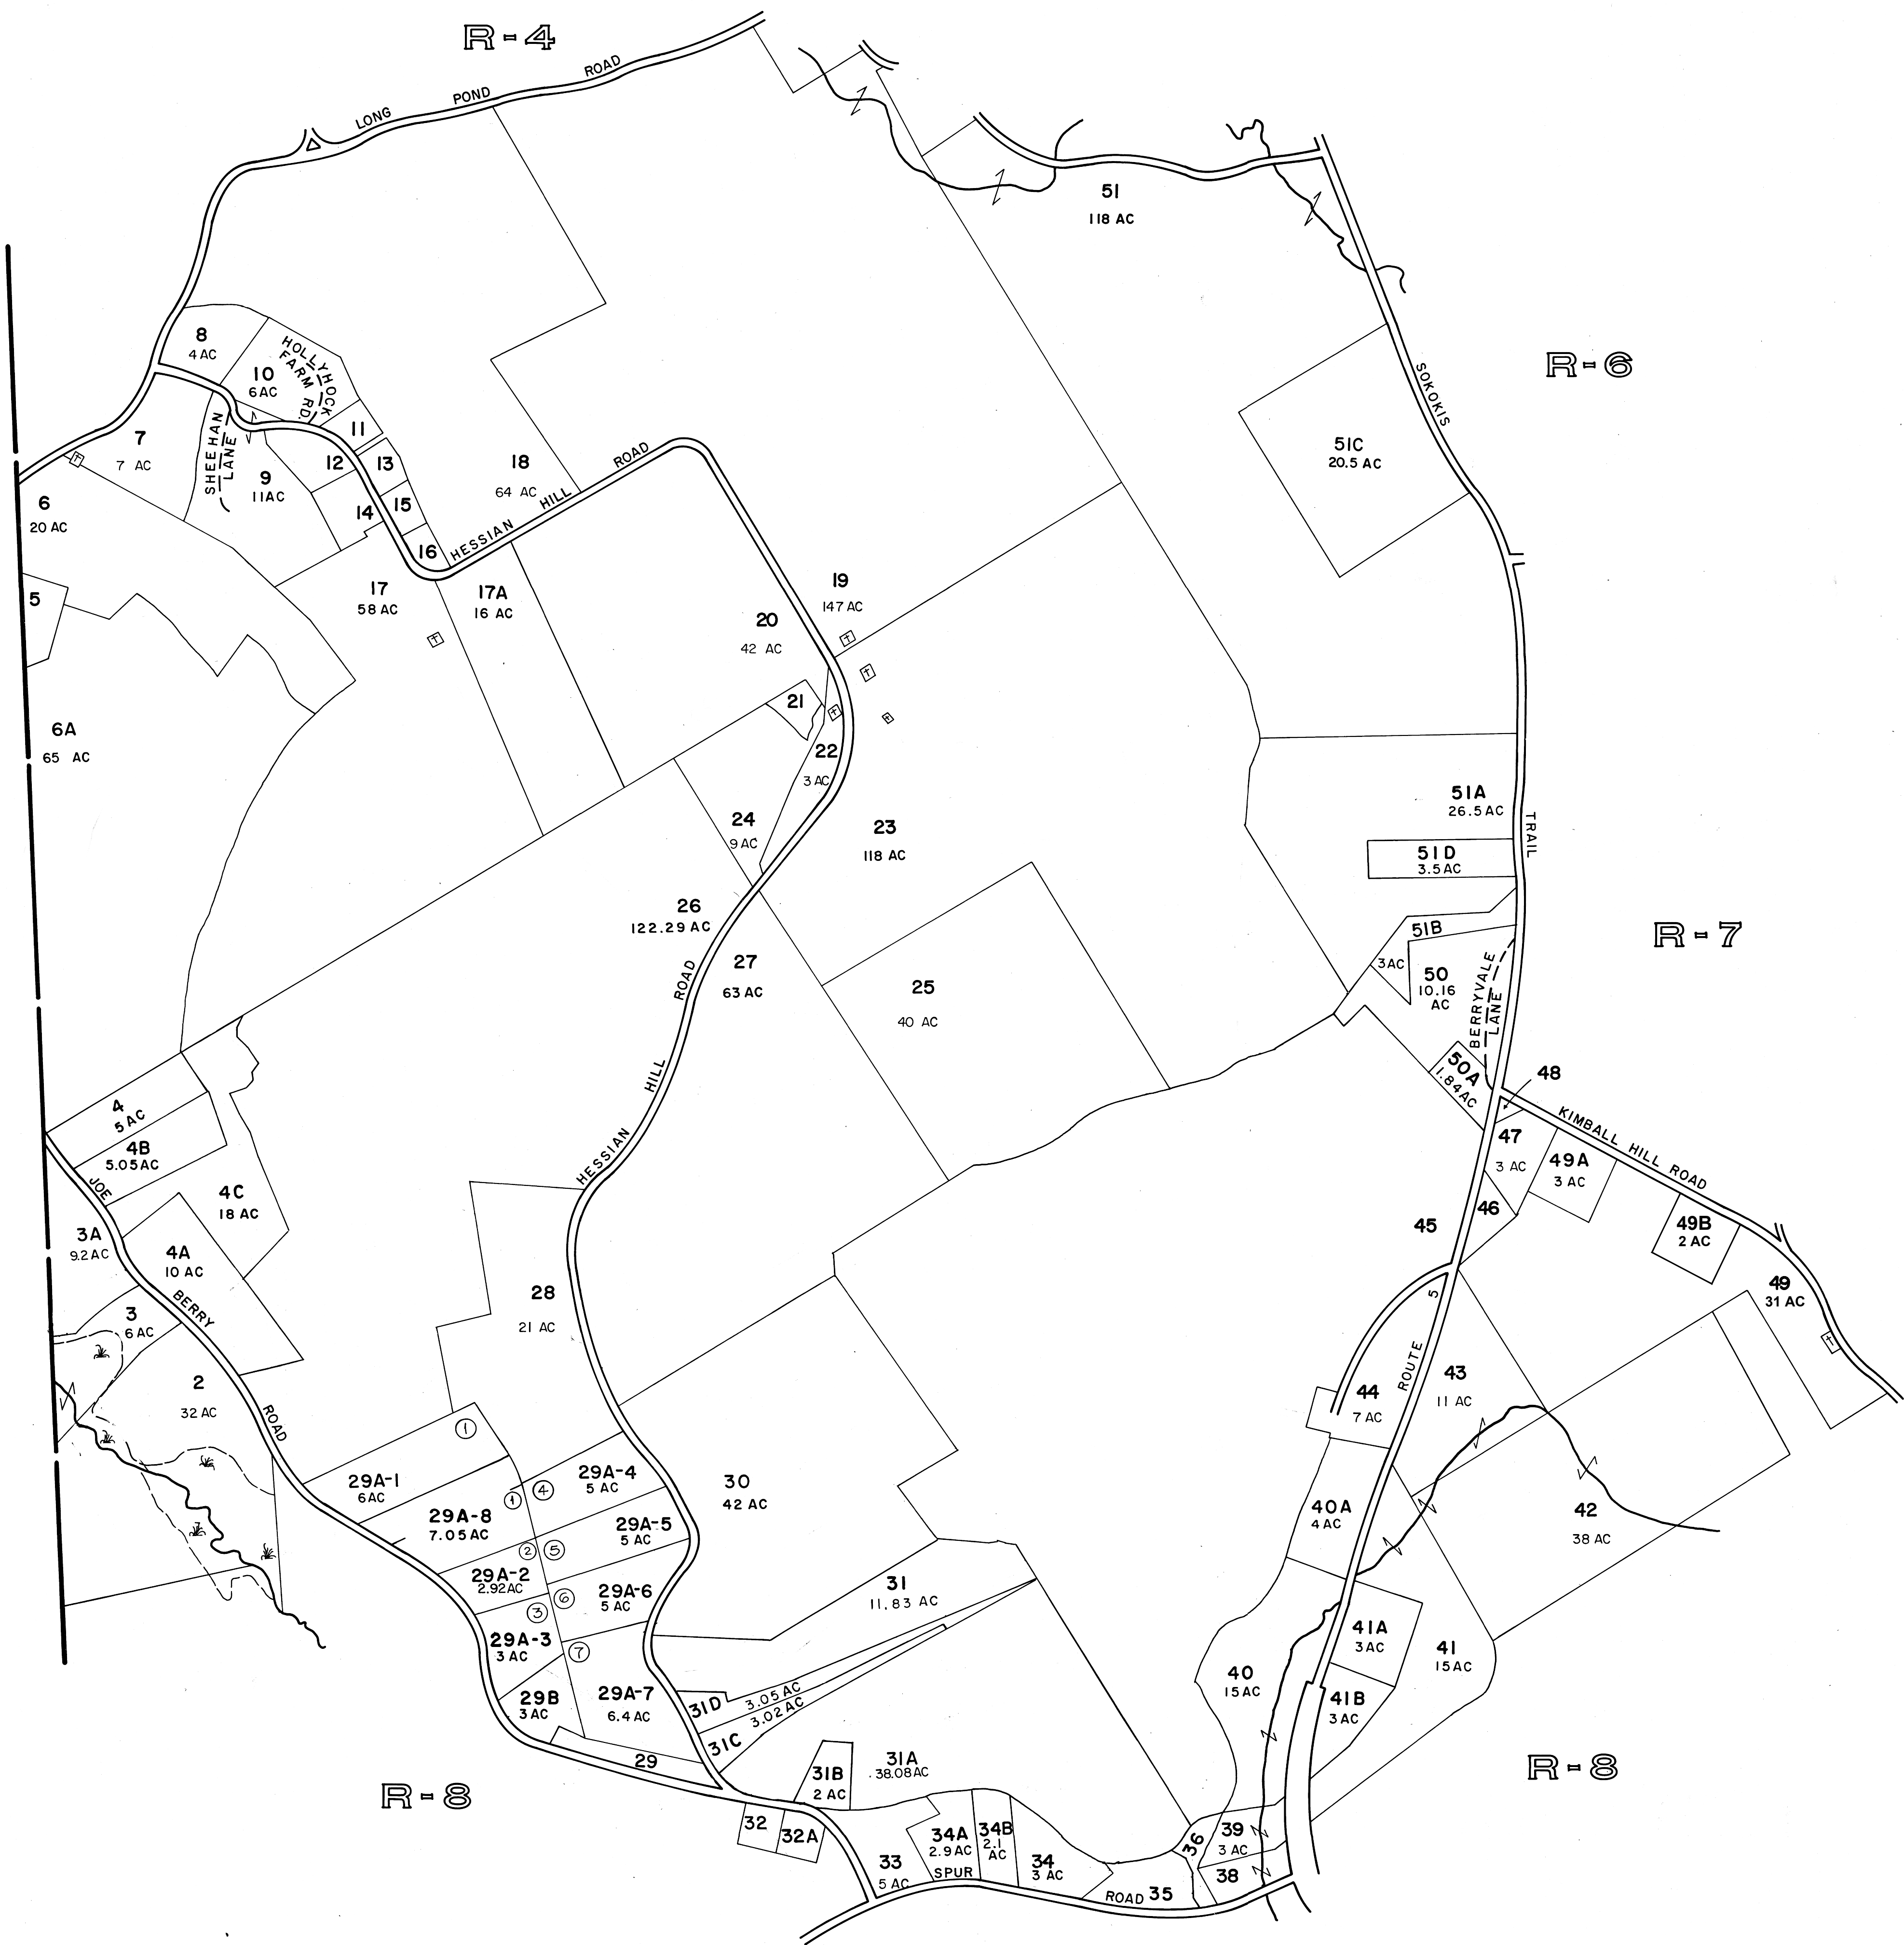 R-4
LONG POND ROAD
51
118 AC
R-6
8
4 AC
10
6 AC
HOLLYHOCK
FARM RD
SOKOKIS
TRAIL
7
7 AC
SHEEHAN
LANE
9
11AC
11
12
13
14
15
16
18
64 AC
HESSIAN HILL ROAD
51C
20.5 AC
6
20 AC
5
17
58 AC
17A
16 AC
19
147 AC
20
42 AC
21
22
3 AC
6A
65 AC
24
9 AC
23
118 AC
51A
26.5 AC
51D
3.5 AC
51B
3 AC
50
10.16
AC
BERRYVALE
LANE
R-7
26
122.29 AC
27
63 AC
25
40 AC
HESSIAN HILL ROAD
50A
1.84 AC
48
KIMBALL HILL ROAD
47
3 AC
49A
3 AC
46
45
49B
2 AC
49
31 AC
4
5 AC
4B
5.05 AC
4C
18 AC
JOE BERRY ROAD
3A
9.2 AC
4A
10 AC
3
6 AC
2
32 AC
28
21 AC
ROUTE 5
43
11 AC
44
7 AC
1
29A-1
6 AC
29A-4
5 AC
1
4
29A-8
7.05 AC
29A-5
5 AC
2
5
29A-2
2.92 AC
29A-6
5 AC
6
3
29A-3
3 AC
7
29B
3 AC
29A-7
6.4 AC
29
30
42 AC
31
11.83 AC
31D
3.05 AC
31C
3.02 AC
31A
38.08 AC
31B
2 AC
32
32A
40A
4 AC
42
38 AC
41A
3 AC
41
15 AC
41B
3 AC
40
15 AC
R-8
R-8
33
5 AC
34A
2.9 AC
34B
2.1
AC
34
3 AC
SPUR ROAD
35
36
39
3 AC
38